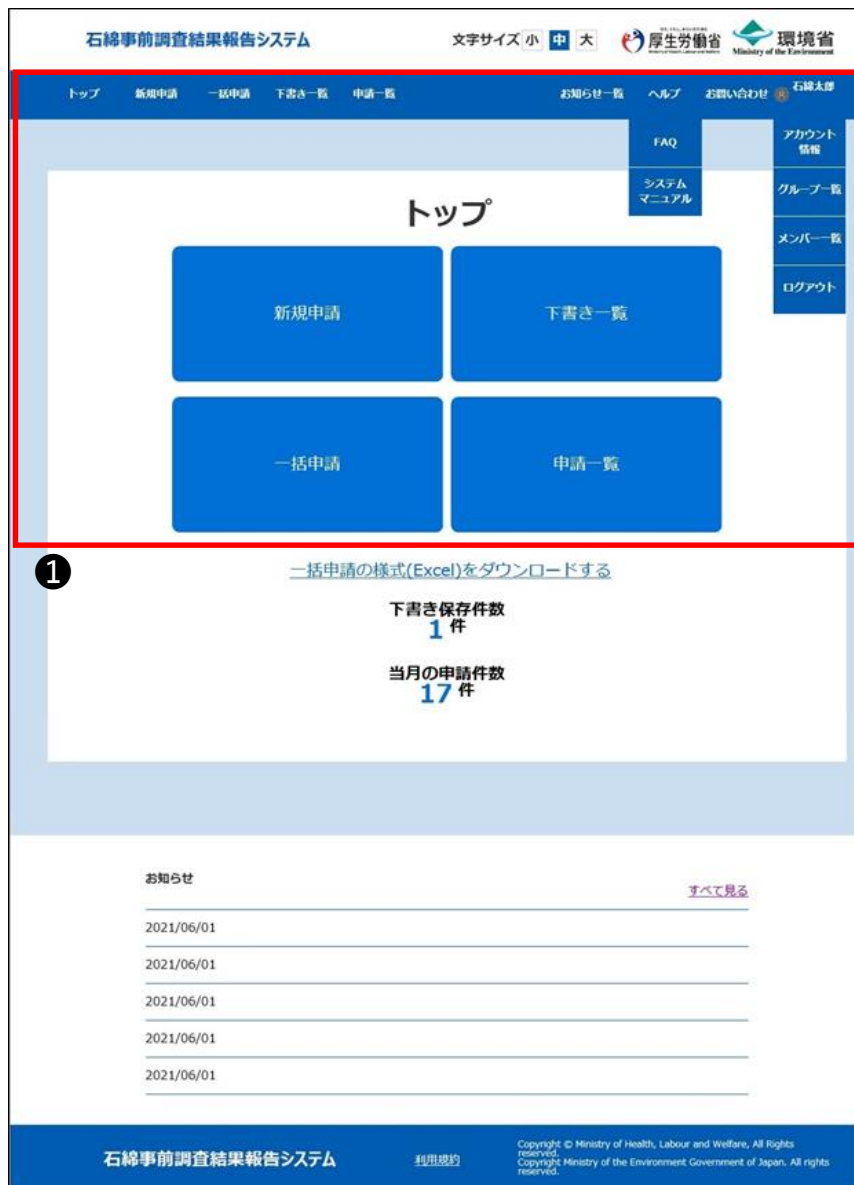 石綿事前調査結果報告システム
文字サイズ 小 中 大
厚生労働省
環境省
Ministry of the Environment
トップ 新規申請 一括申請 下書き一覧 申請一覧 お知らせ一覧 ヘルプ お問い合わせ 石綿太郎
FAQ
システム
マニュアル
アカウント
情報
グループ一覧
メンバー一覧
ログアウト
トップ
新規申請
下書き一覧
一括申請
申請一覧
❶
一括申請の様式(Excel)をダウンロードする
下書き保存件数
1 件
当月の申請件数
17 件
お知らせ
すべて見る
2021/06/01
2021/06/01
2021/06/01
2021/06/01
2021/06/01
石綿事前調査結果報告システム
利用規約
Copyright © Ministry of Health, Labour and Welfare, All Rights
reserved.
Copyright Ministry of the Environment Government of Japan. All rights
reserved.